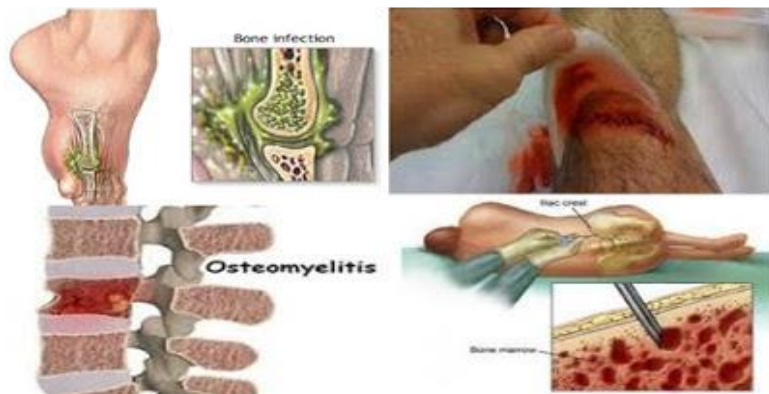 Bone infection
Iliac crest
Osteomyelitis
Bone marrow